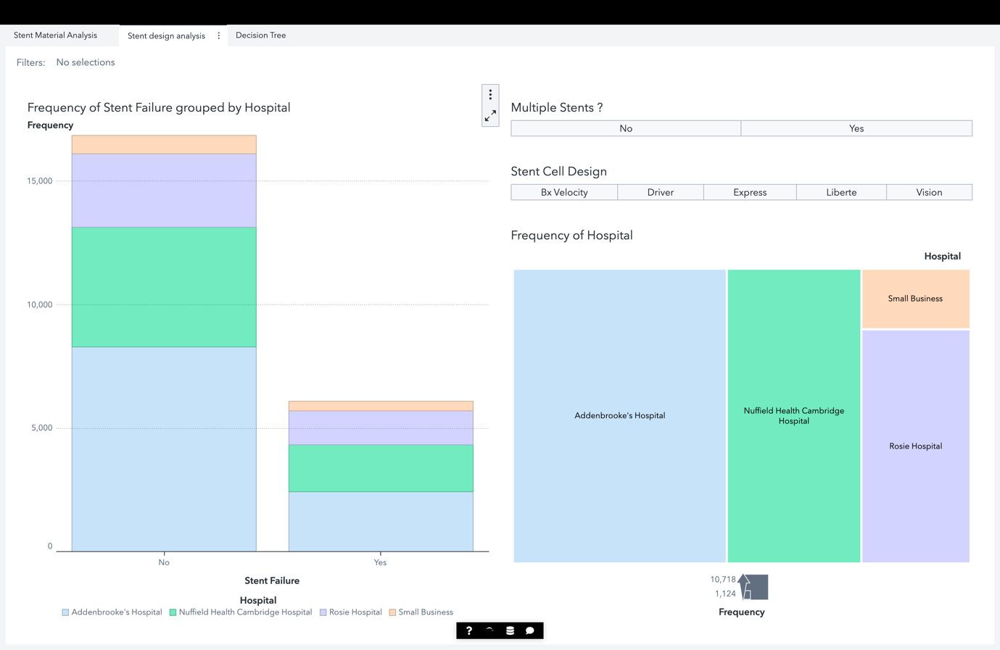 Stent Material Analysis
Stent design analysis
Decision Tree
Filters: No selections
Frequency of Stent Failure grouped by Hospital
Frequency
15,000
10,000
5,000
0
No
Yes
Stent Failure
Hospital
Addenbrooke's Hospital
Nuffield Health Cambridge Hospital
Rosie Hospital
Small Business
Multiple Stents ?
No
Yes
Stent Cell Design
Bx Velocity
Driver
Express
Liberte
Vision
Frequency of Hospital
Hospital
Addenbrooke's Hospital
Nuffield Health Cambridge
Hospital
Small Business
Rosie Hospital
10,718
1,124
Frequency
?